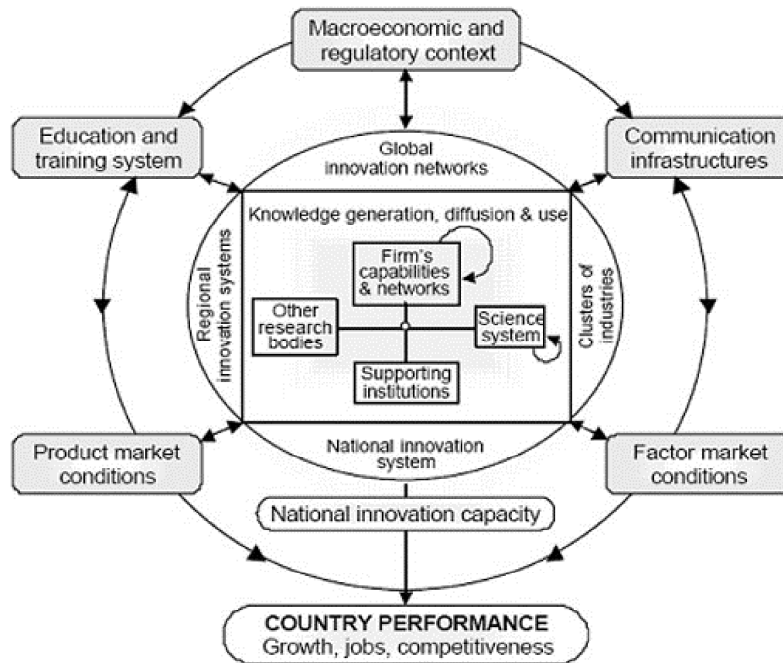 Macroeconomic and
regulatory context
Education and
training system
Communication
infrastructures
Global
innovation networks
Knowledge generation, diffusion & use
Regional
innovation systems
Firm's
capabilities
& networks
Clusters of
industries
Other
research
bodies
Science
system
Supporting
institutions
Product market
conditions
National innovation
system
Factor market
conditions
National innovation capacity
COUNTRY PERFORMANCE
Growth, jobs, competitiveness